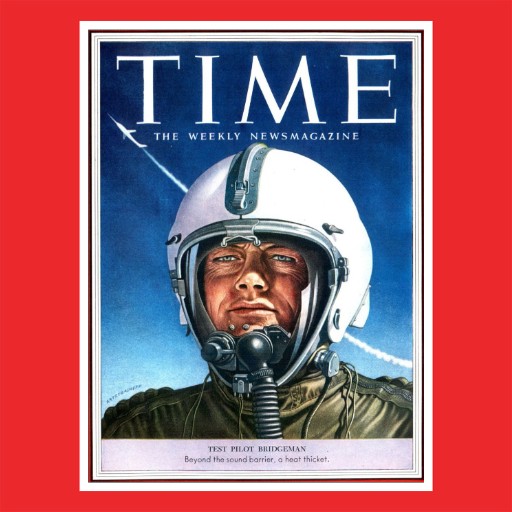 TIME
THE WEEKLY NEWSMAGAZINE
TEST PILOT BRIDGEMAN
Beyond the sound barrier, a heat thicket.